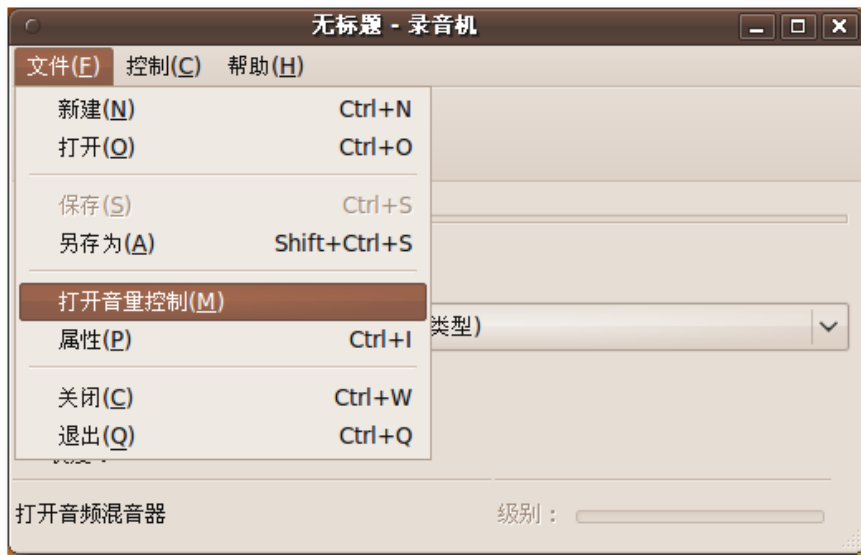 无标题 - 录音机
文件(F) 控制(C) 帮助(H)
新建(N) Ctrl+N
打开(O) Ctrl+O
保存(S) Ctrl+S
另存为(A) Shift+Ctrl+S
打开音量控制(M)
类型)
属性(P) Ctrl+I
关闭(C) Ctrl+W
退出(Q) Ctrl+Q
打开音频混音器 级别：